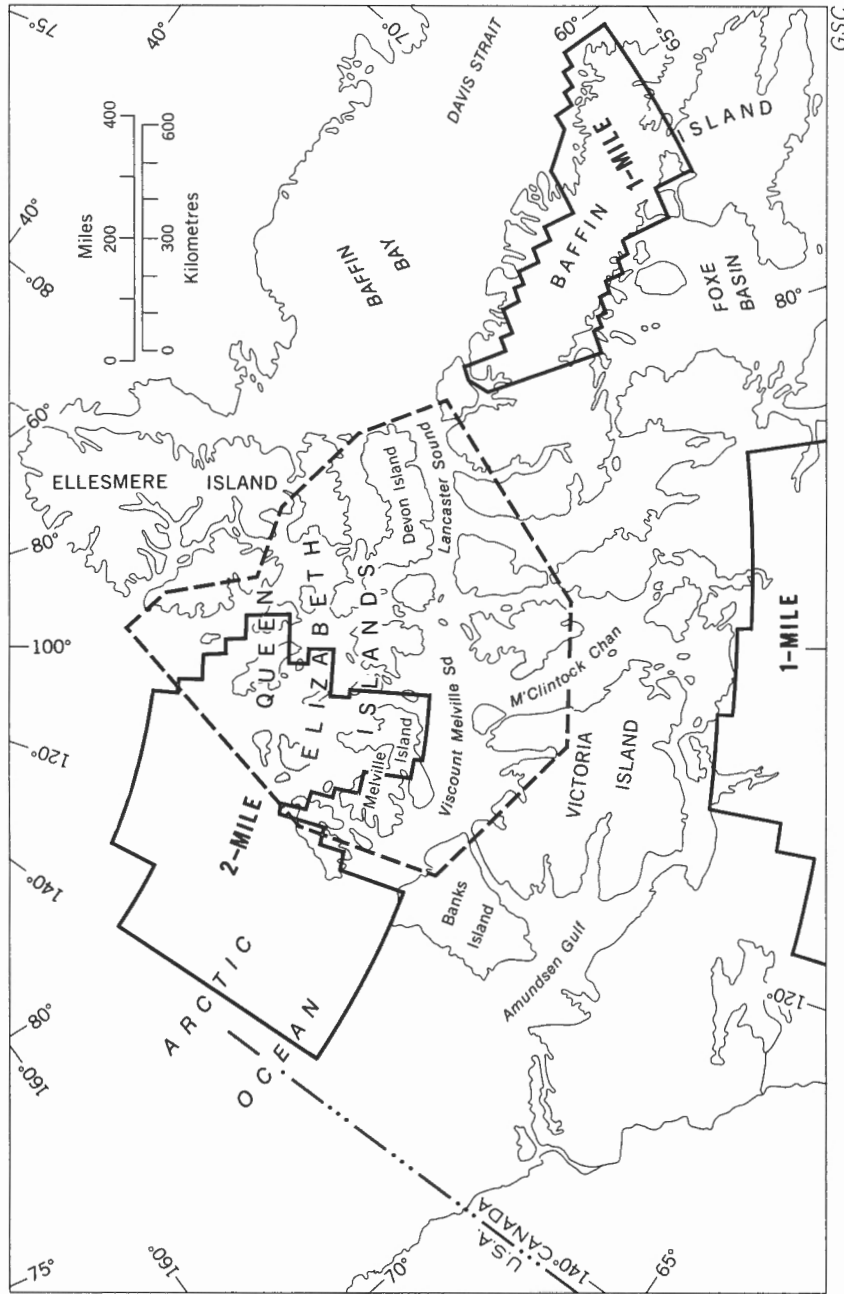 75°
40°
70°
60°
65°
GSC
DAVIS STRAIT
Miles
0 200 400
0 300 600
Kilometres
40°
80°
BAFFIN
BAY
BAFFIN
ISLAND
1-MILE
FOXE
BASIN
80°
60°
ELLESMERE ISLAND
80°
Devon Island
Lancaster Sound
QUEEN
ELIZABETH
ISLANDS
100°
1-MILE
M'Clintock Chan
Viscount Melville Sd
Melville
Island
120°
VICTORIA
ISLAND
2-MILE
140°
Banks
Island
Amundsen Gulf
120°
ARCTIC
OCEAN
80°
160°
CANADA
U.S.A.
140°
75°
160°
70°
65°